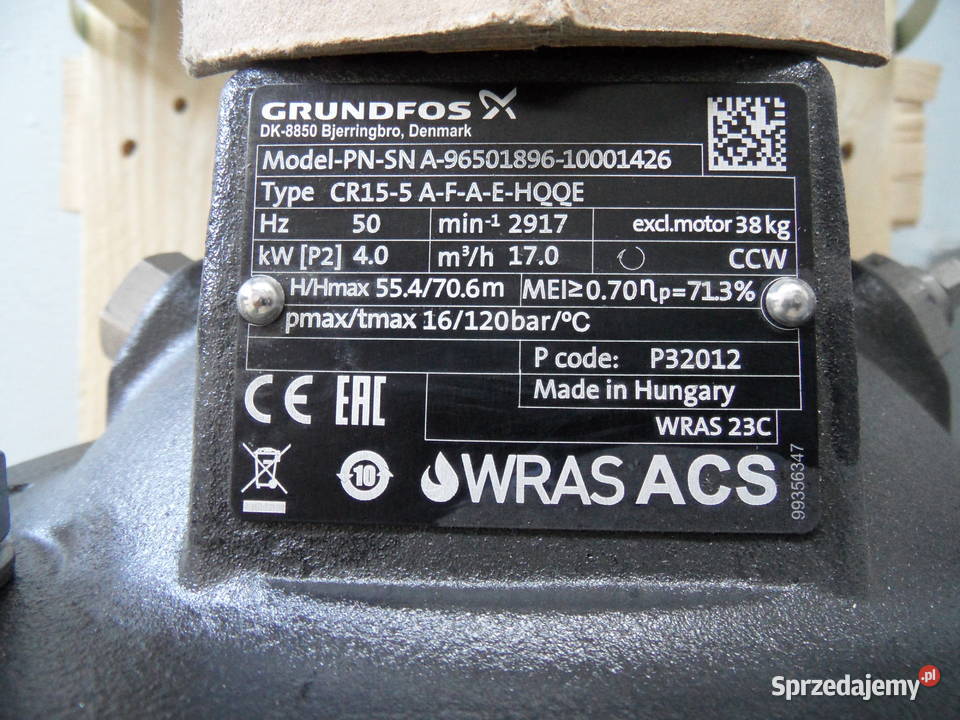 GRUNDFOS
DK-8850 Bjerringbro, Denmark
Model-PN-SN A-96501896-10001426
Type CR15-5 A-F-A-E-HQQE
Hz 50 min⁻¹ 2917 excl.motor 38 kg
kW [P2] 4.0 m³/h 17.0 CCW
H/Hmax 55.4/70.6 m MEI≥0.70 ηp=71.3%
pmax/tmax 16/120 bar/°C
P code: P32012
Made in Hungary
WRAS 23C
CE EAC
10 WRAS ACS
99356347
Sprzedajemy.pl